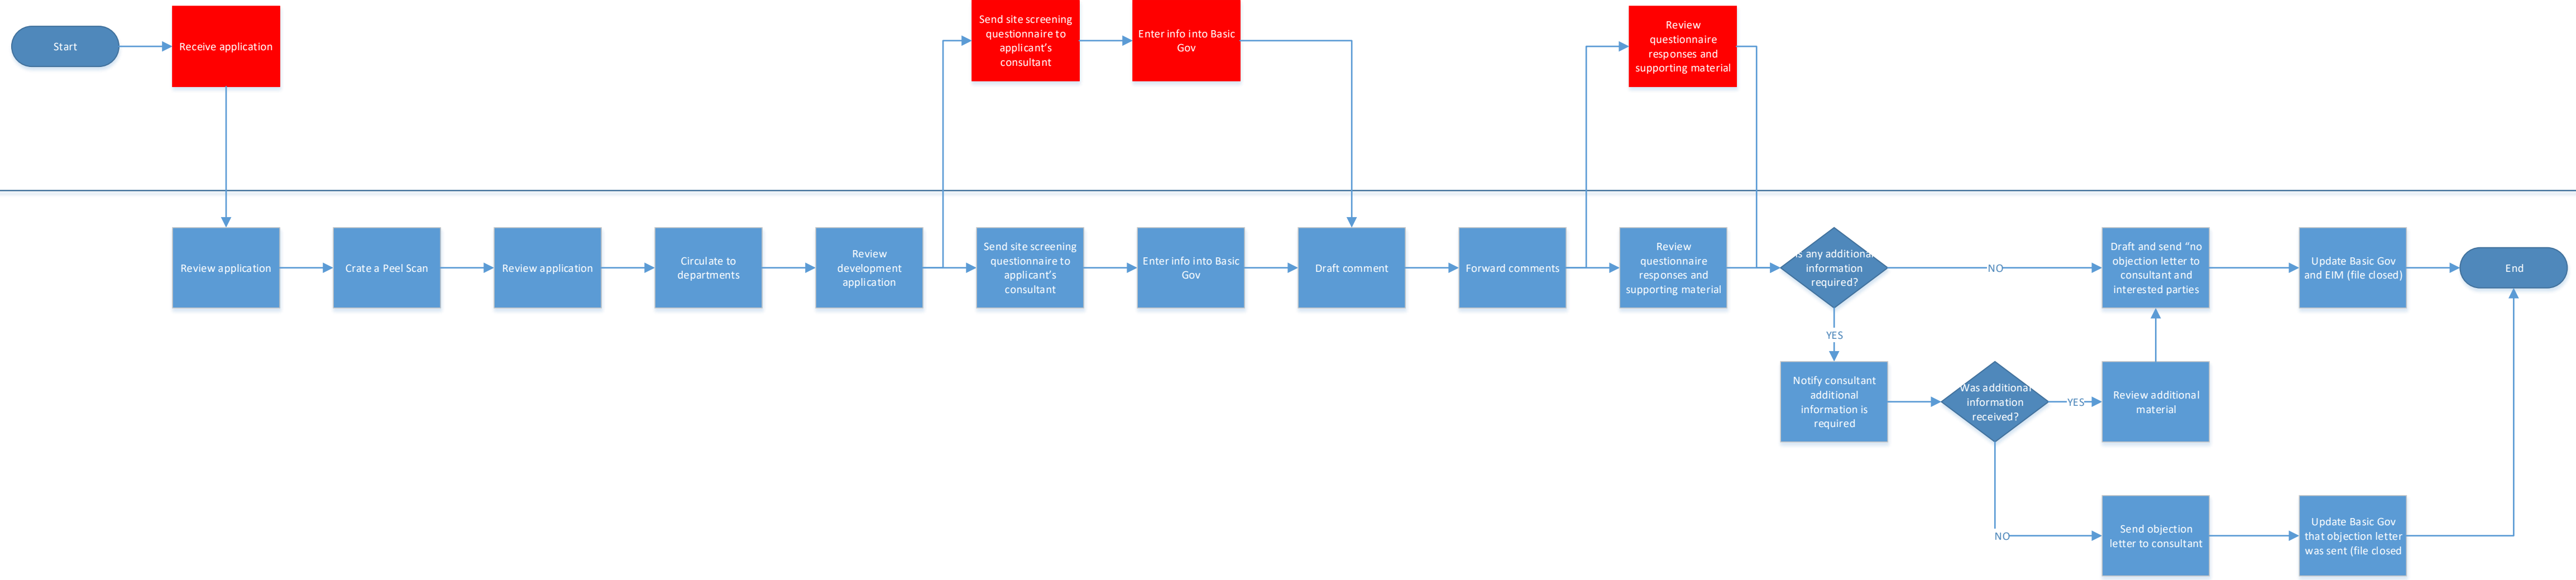 Start
Receive application
Send site screening
questionnaire to
applicant's
consultant
Enter info into Basic
Gov
Review
questionnaire
responses and
supporting material
Review application
Crate a Peel Scan
Review application
Circulate to
departments
Review
development
application
Send site screening
questionnaire to
applicant's
consultant
Enter info into Basic
Gov
Draft comment
Forward comments
Review
questionnaire
responses and
supporting material
Is any additional
information
required?
NO
Draft and send "no
objection letter to
consultant and
interested parties
Update Basic Gov
and EIM (file closed)
End
YES
Notify consultant
additional
information is
required
Was additional
information
received?
YES
Review additional
material
NO
Send objection
letter to consultant
Update Basic Gov
that objection letter
was sent (file closed